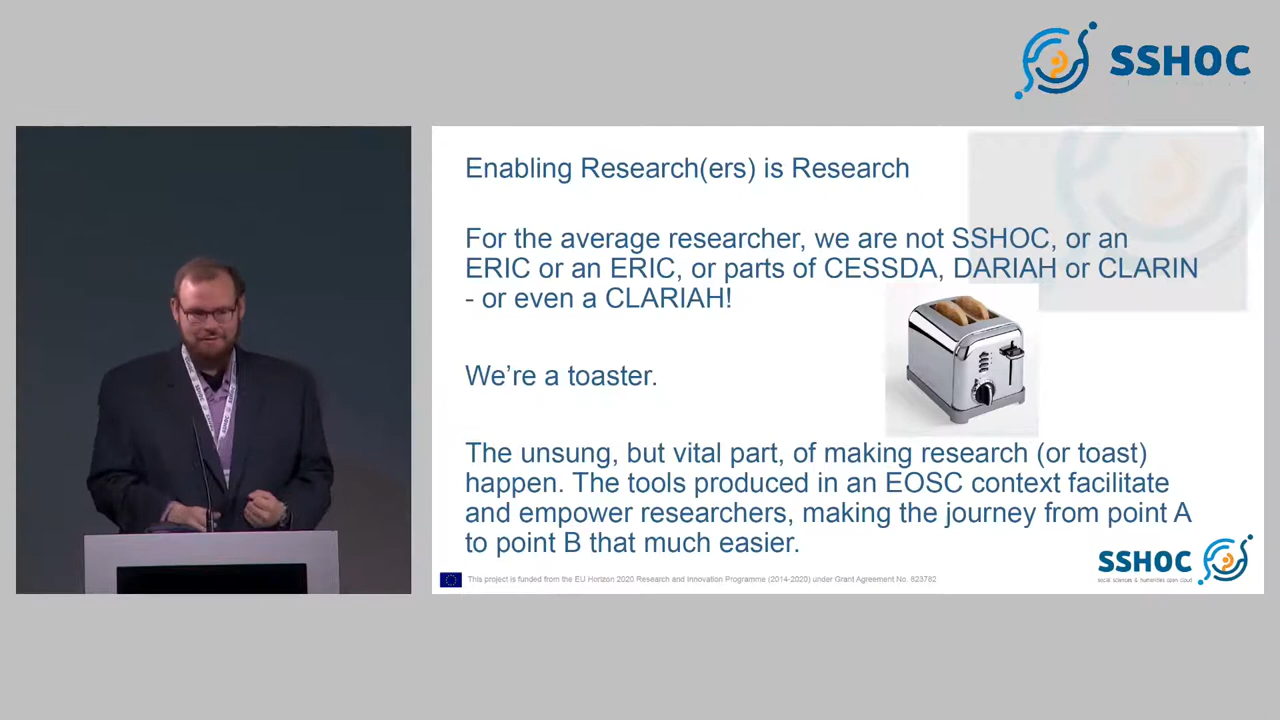 SSHOC
Enabling Research(ers) is Research
For the average researcher, we are not SSHOC, or an
ERIC or an ERIC, or parts of CESSDA, DARIAH or CLARIN
- or even a CLARIAH!
We’re a toaster.
The unsung, but vital part, of making research (or toast)
happen. The tools produced in an EOSC context facilitate
and empower researchers, making the journey from point A
to point B that much easier.
SSHOC
social sciences & humanities open cloud
This project is funded from the EU Horizon 2020 Research and Innovation Programme (2014-2020) under Grant Agreement No. 823782
SSHOC